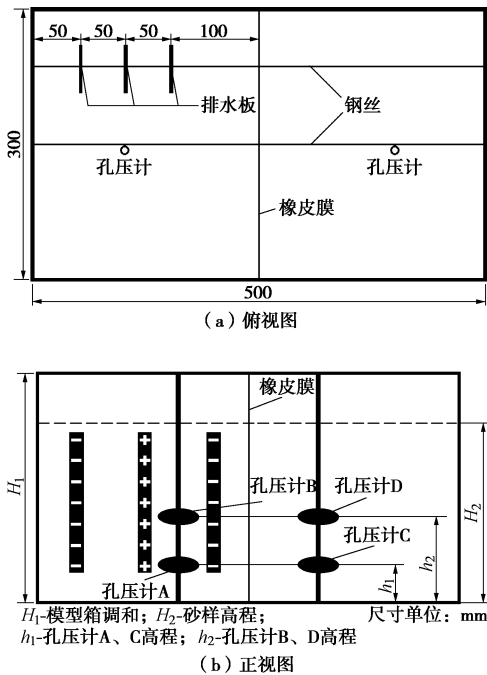 50 50 50 100
排水板
钢丝
300
孔压计 孔压计
橡皮膜
500
(a)俯视图
橡皮膜
H₁
孔压计B 孔压计D
H₂
孔压计C
h₂
h₁
孔压计A
H₁-模型箱调和；H₂-砂样高程； 尺寸单位：mm
h₁-孔压计A、C高程；h₂-孔压计B、D高程
(b)正视图